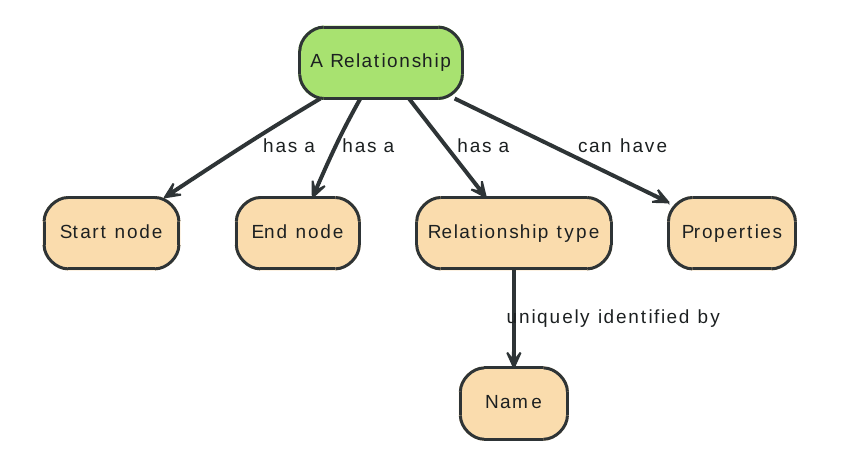 A Relationship
has a
has a
has a
can have
Start node
End node
Relationship type
Properties
uniquely identified by
Name